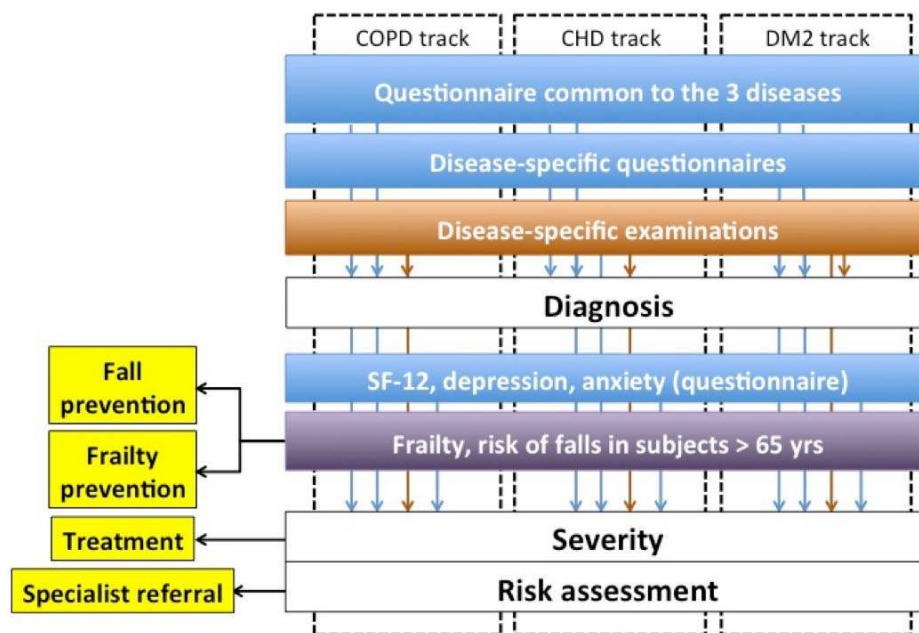 COPD track
CHD track
DM2 track
Questionnaire common to the 3 diseases
Disease-specific questionnaires
Disease-specific examinations
Diagnosis
Fall
prevention
SF-12, depression, anxiety (questionnaire)
Frailty, risk of falls in subjects > 65 yrs
Frailty
prevention
Treatment
Severity
Specialist referral
Risk assessment